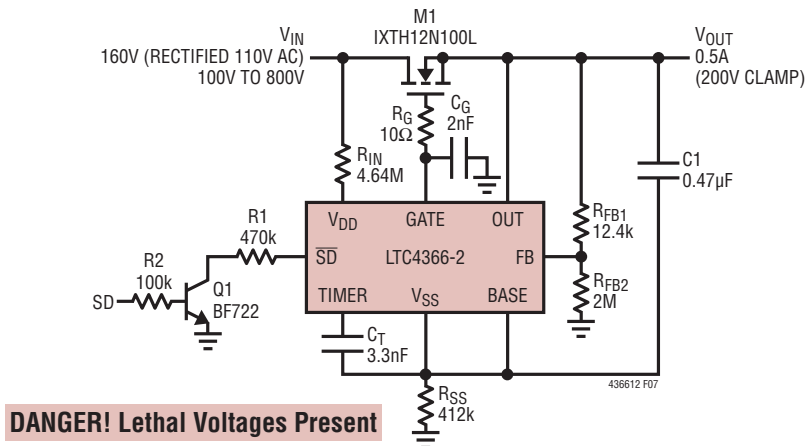 M1
IXTH12N100L
VIN
160V (RECTIFIED 110V AC)
100V TO 800V
VOUT
0.5A
(200V CLAMP)
RG
10Ω
CG
2nF
RIN
4.64M
C1
0.47µF
VDD
GATE
OUT
RFB1
12.4k
R1
470k
SD
LTC4366-2
FB
R2
100k
Q1
BF722
SD
RFB2
2M
TIMER
VSS
BASE
CT
3.3nF
436612 F07
RSS
412k
DANGER! Lethal Voltages Present